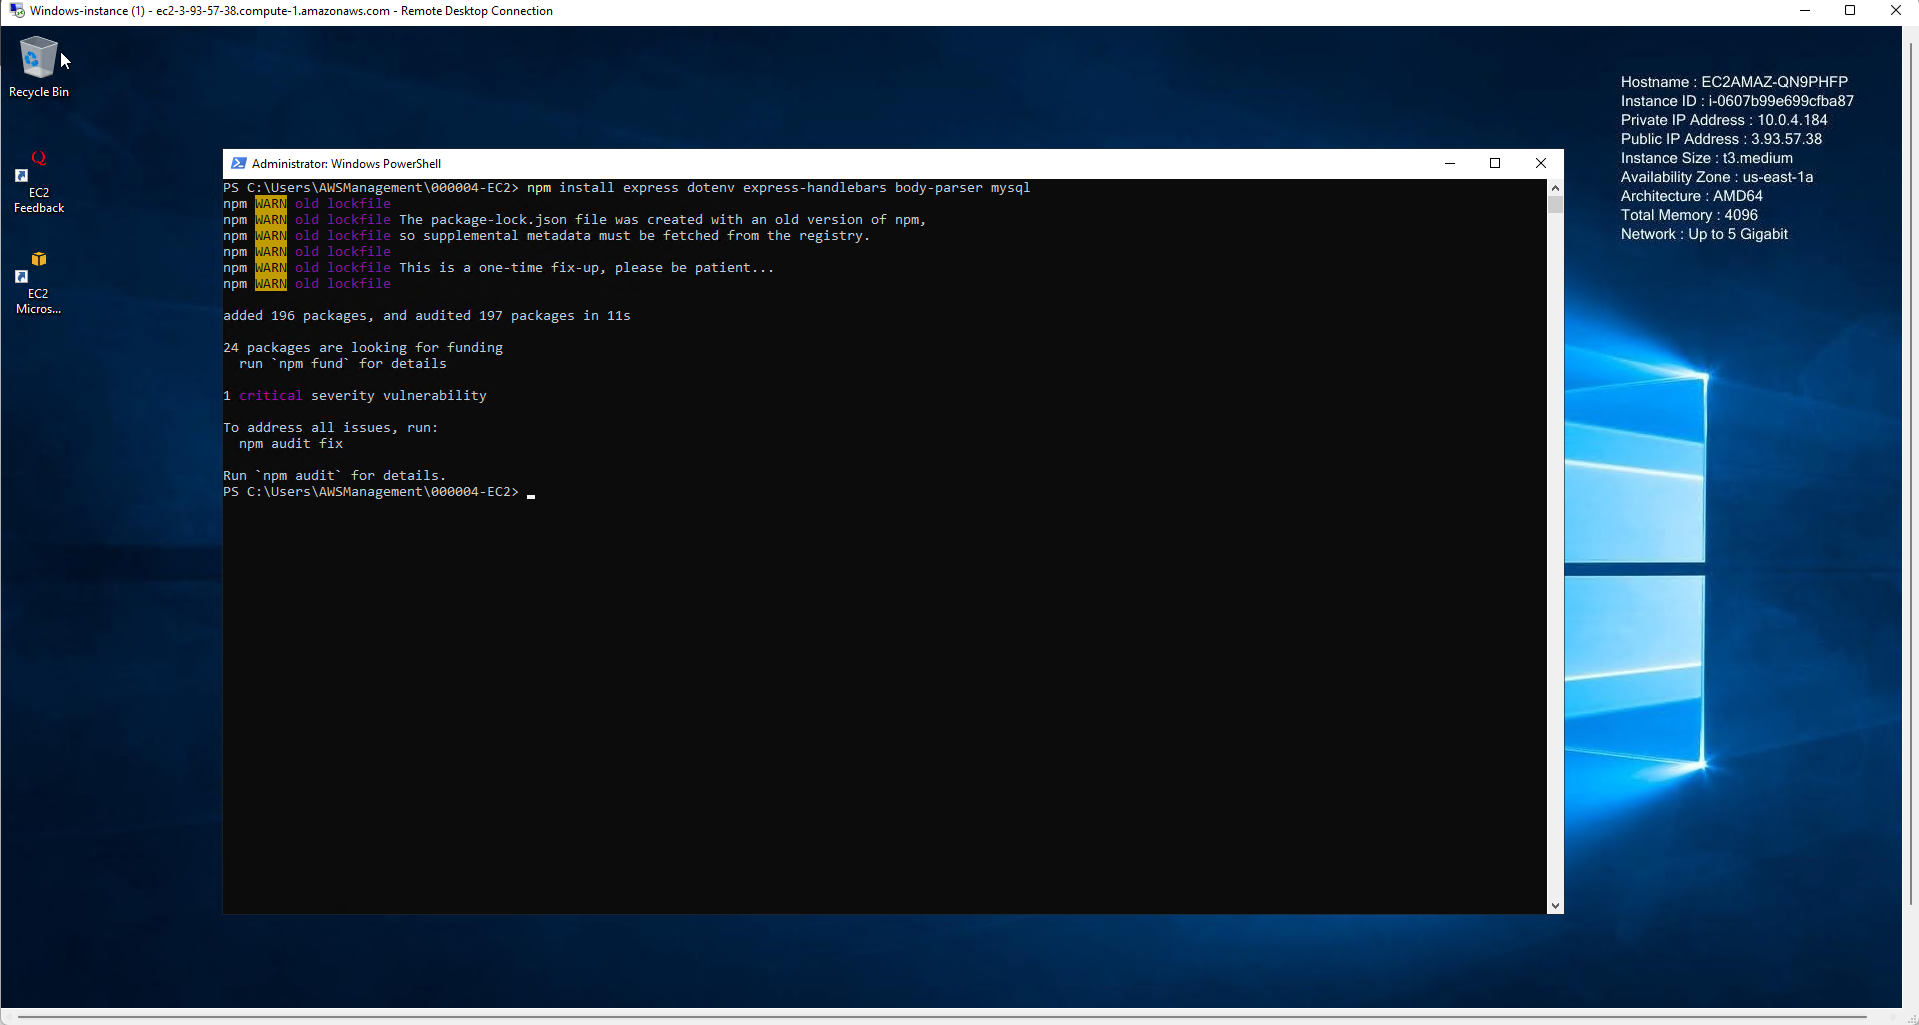 Windows-instance (1) - ec2-3-93-57-38.compute-1.amazonaws.com - Remote Desktop Connection
Recycle Bin
EC2
Feedback
EC2
Micros...
Hostname : EC2AMAZ-QN9PHFP
Instance ID : i-0607b99e699cfba87
Private IP Address : 10.0.4.184
Public IP Address : 3.93.57.38
Instance Size : t3.medium
Availability Zone : us-east-1a
Architecture : AMD64
Total Memory : 4096
Network : Up to 5 Gigabit
Administrator: Windows PowerShell
PS C:\Users\AWSManagement\000004-EC2> npm install express dotenv express-handlebars body-parser mysql
npm WARN old lockfile
npm WARN old lockfile The package-lock.json file was created with an old version of npm,
npm WARN old lockfile so supplemental metadata must be fetched from the registry.
npm WARN old lockfile
npm WARN old lockfile This is a one-time fix-up, please be patient...
npm WARN old lockfile
added 196 packages, and audited 197 packages in 11s
24 packages are looking for funding
run `npm fund` for details
1 critical severity vulnerability
To address all issues, run:
npm audit fix
Run `npm audit` for details.
PS C:\Users\AWSManagement\000004-EC2>